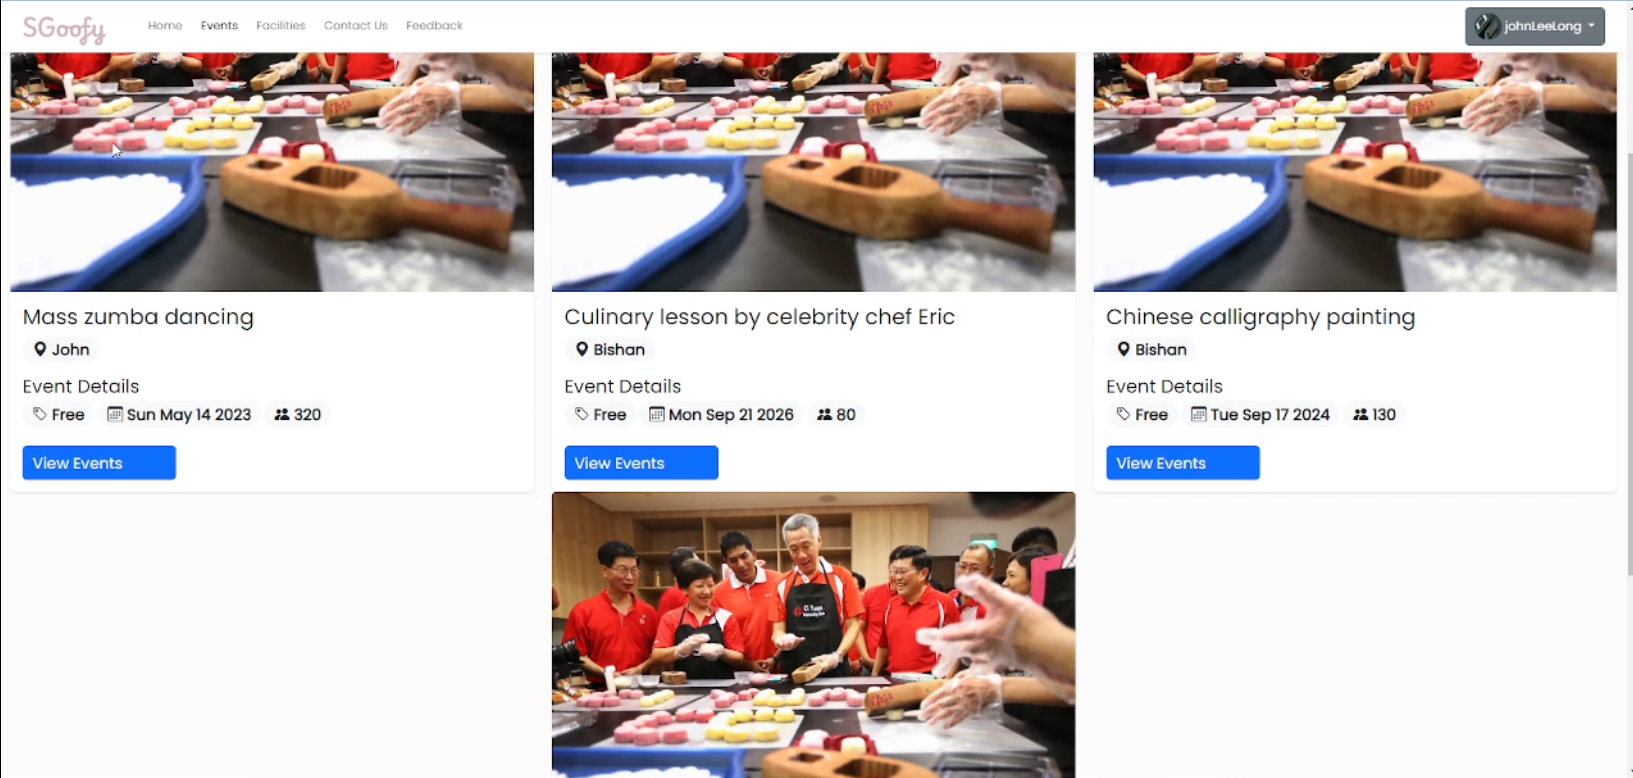 SGoofy
Home Events Facilities Contact Us Feedback
johnLeeLong
Mass zumba dancing
John
Event Details
Free Sun May 14 2023 320
View Events
Culinary lesson by celebrity chef Eric
Bishan
Event Details
Free Mon Sep 21 2026 80
View Events
Chinese calligraphy painting
Bishan
Event Details
Free Tue Sep 17 2024 130
View Events
Ci Yuan